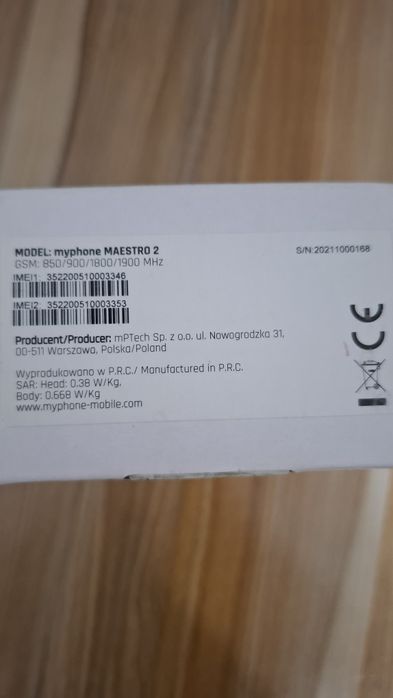 MODEL: myphone MAESTRO 2
S/N:20211000168
GSM: 850/900/1800/1900 MHz
IMEI1: 352200510003346
IMEI2: 352200510003353
Producent/Producer: mPTech Sp. z o.o. ul. Nowogrodzka 31,
00-511 Warszawa, Polska/Poland
Wyprodukowano w P.R.C./ Manufactured in P.R.C.
SAR: Head: 0.38 W/Kg,
Body: 0.668 W/Kg
www.myphone-mobile.com
CE